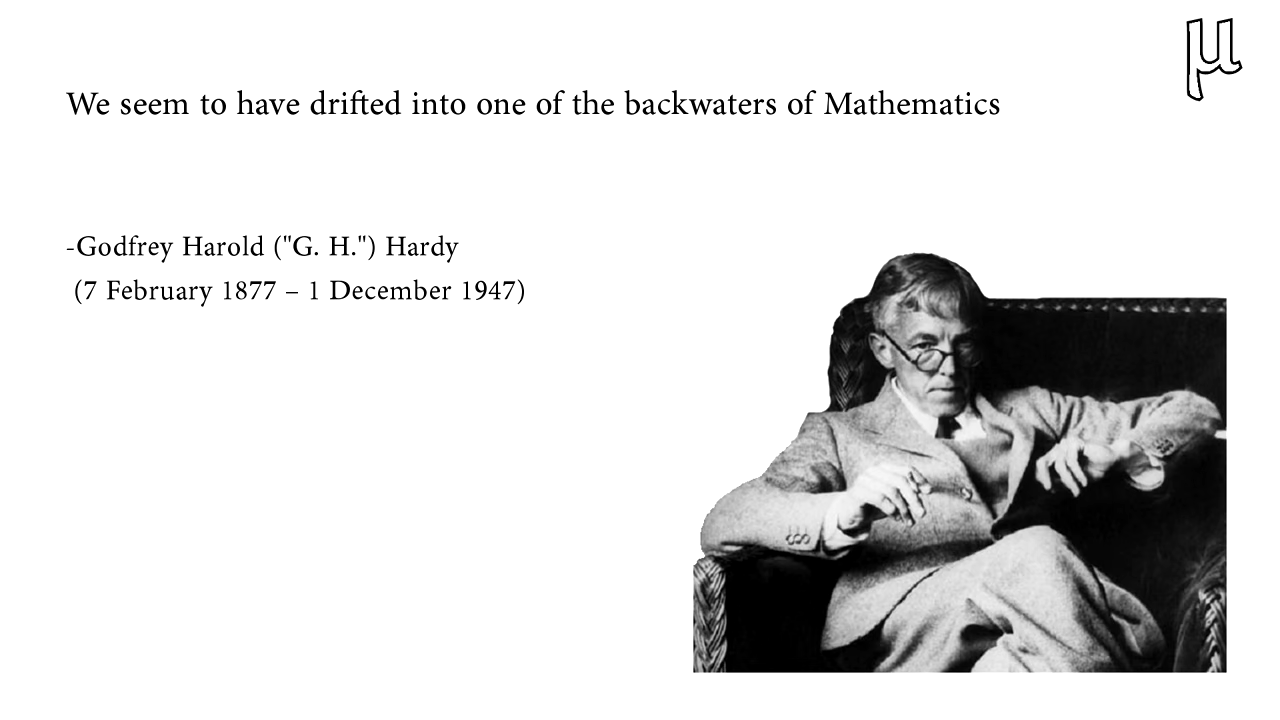 We seem to have drifted into one of the backwaters of Mathematics
-Godfrey Harold ("G. H.") Hardy
(7 February 1877 – 1 December 1947)
μ